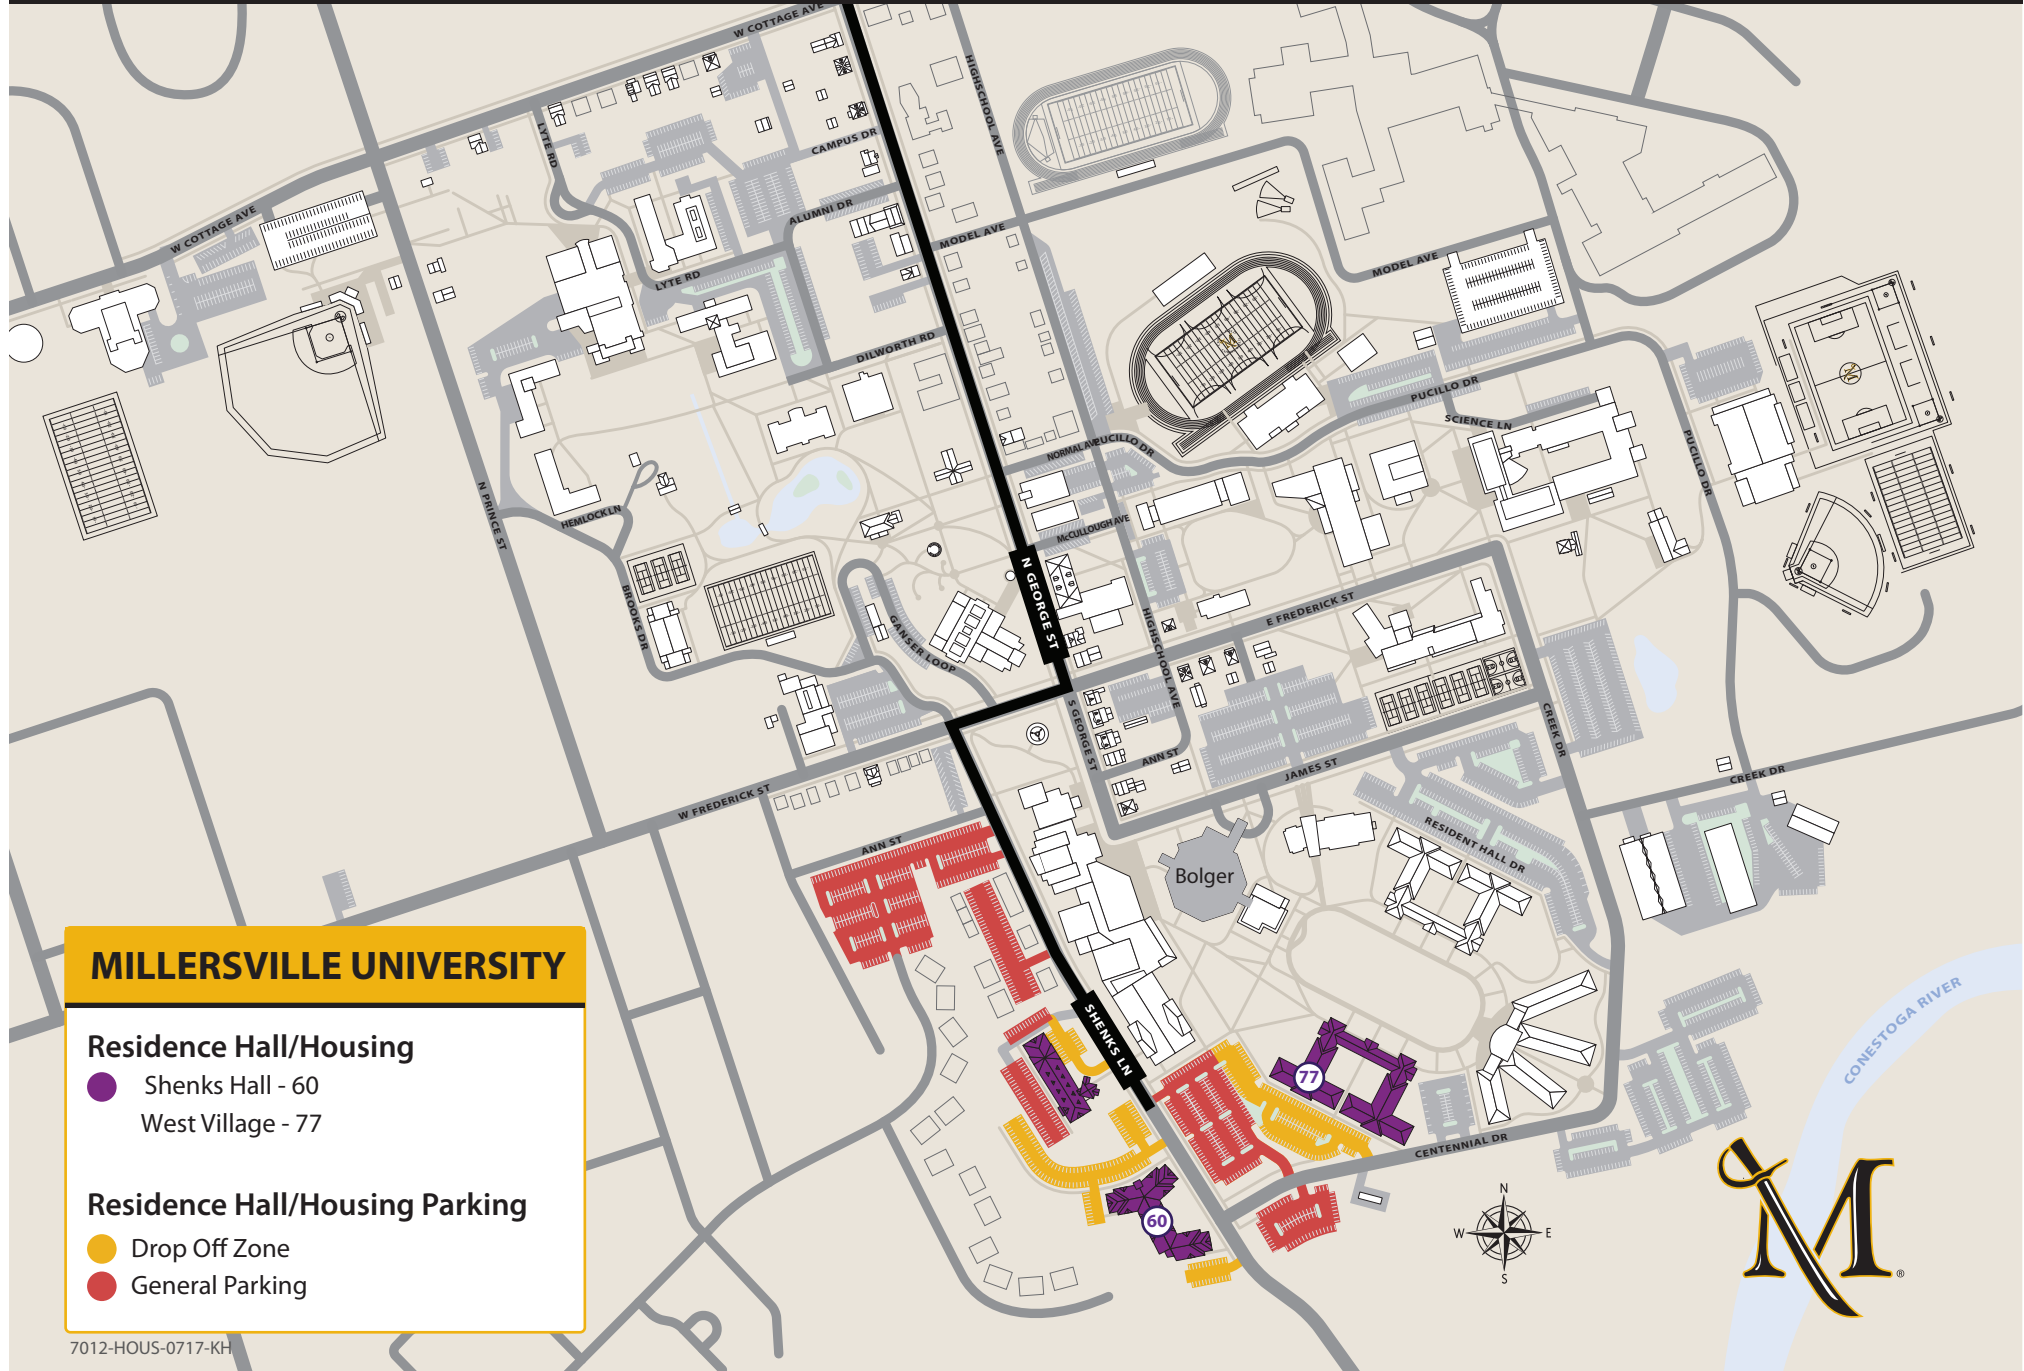 W COTTAGE AVE
HIGHSCHOOL AVE
LYTE RD
CAMPUS DR
W COTTAGE AVE
ALUMNI DR
MODEL AVE
MODEL AVE
LYTE RD
DILWORTH RD
PUCILLO DR
SCIENCE LN
NORMAL AVE
PUCILLO DR
PUCILLO DR
N PRINCE ST
HEMLOCK LN
McCULLOUGH AVE
N GEORGE ST
BROOKS DR
GANSER LOOP
HIGHSCHOOL AVE
E FREDERICK ST
S GEORGE ST
CREEK DR
ANN ST
JAMES ST
CREEK DR
W FREDERICK ST
ANN ST
RESIDENT HALL DR
Bolger
MILLERSVILLE UNIVERSITY
Residence Hall/Housing
Shenks Hall - 60
West Village - 77
Residence Hall/Housing Parking
Drop Off Zone
General Parking
7012-HOUS-0717-KH
SHENKS LN
77
60
CENTENNIAL DR
CONESTOGA RIVER
N
W E
S
M
®
M
M